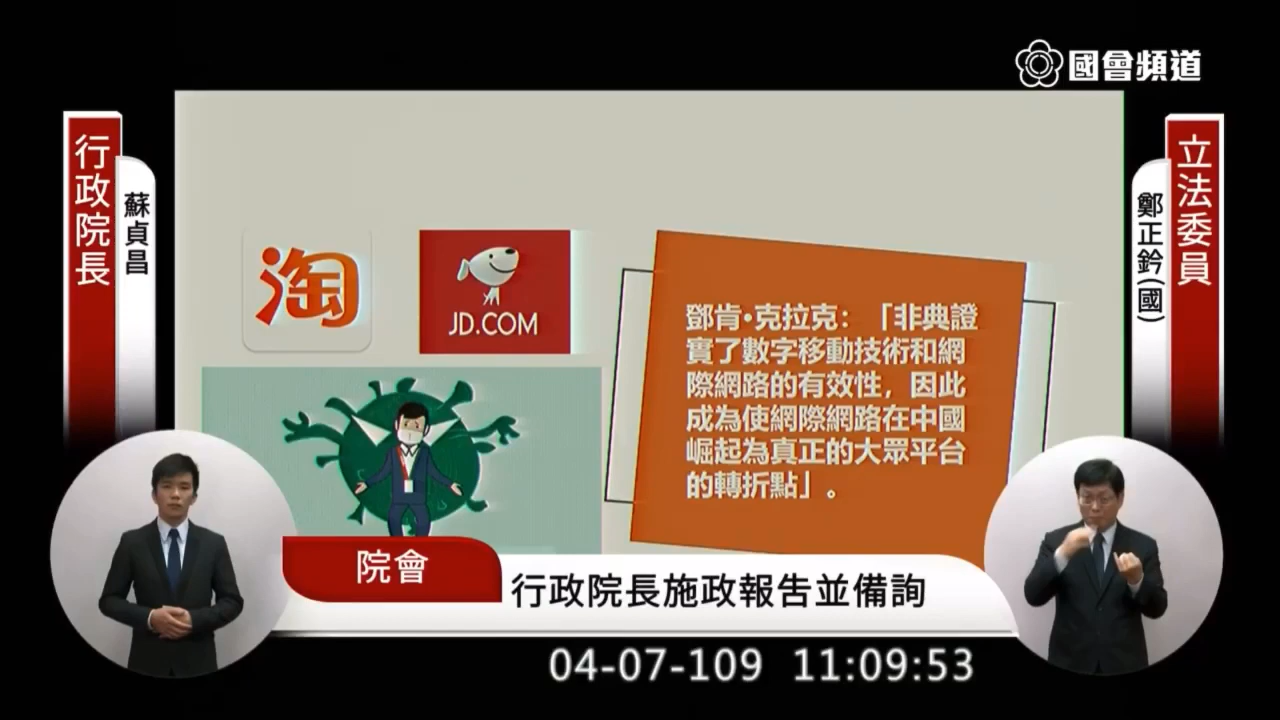 國會頻道
行政院長
蘇貞昌
立法委員
鄭正鈐(國)
淘
JD.COM
鄧肯·克拉克:「非典證
實了數字移動技術和網
際網路的有效性,因此
成為使網際網路在中國
崛起為真正的大眾平台
的轉折點」。
院會
行政院長施政報告並備詢
04-07-109 11:09:53